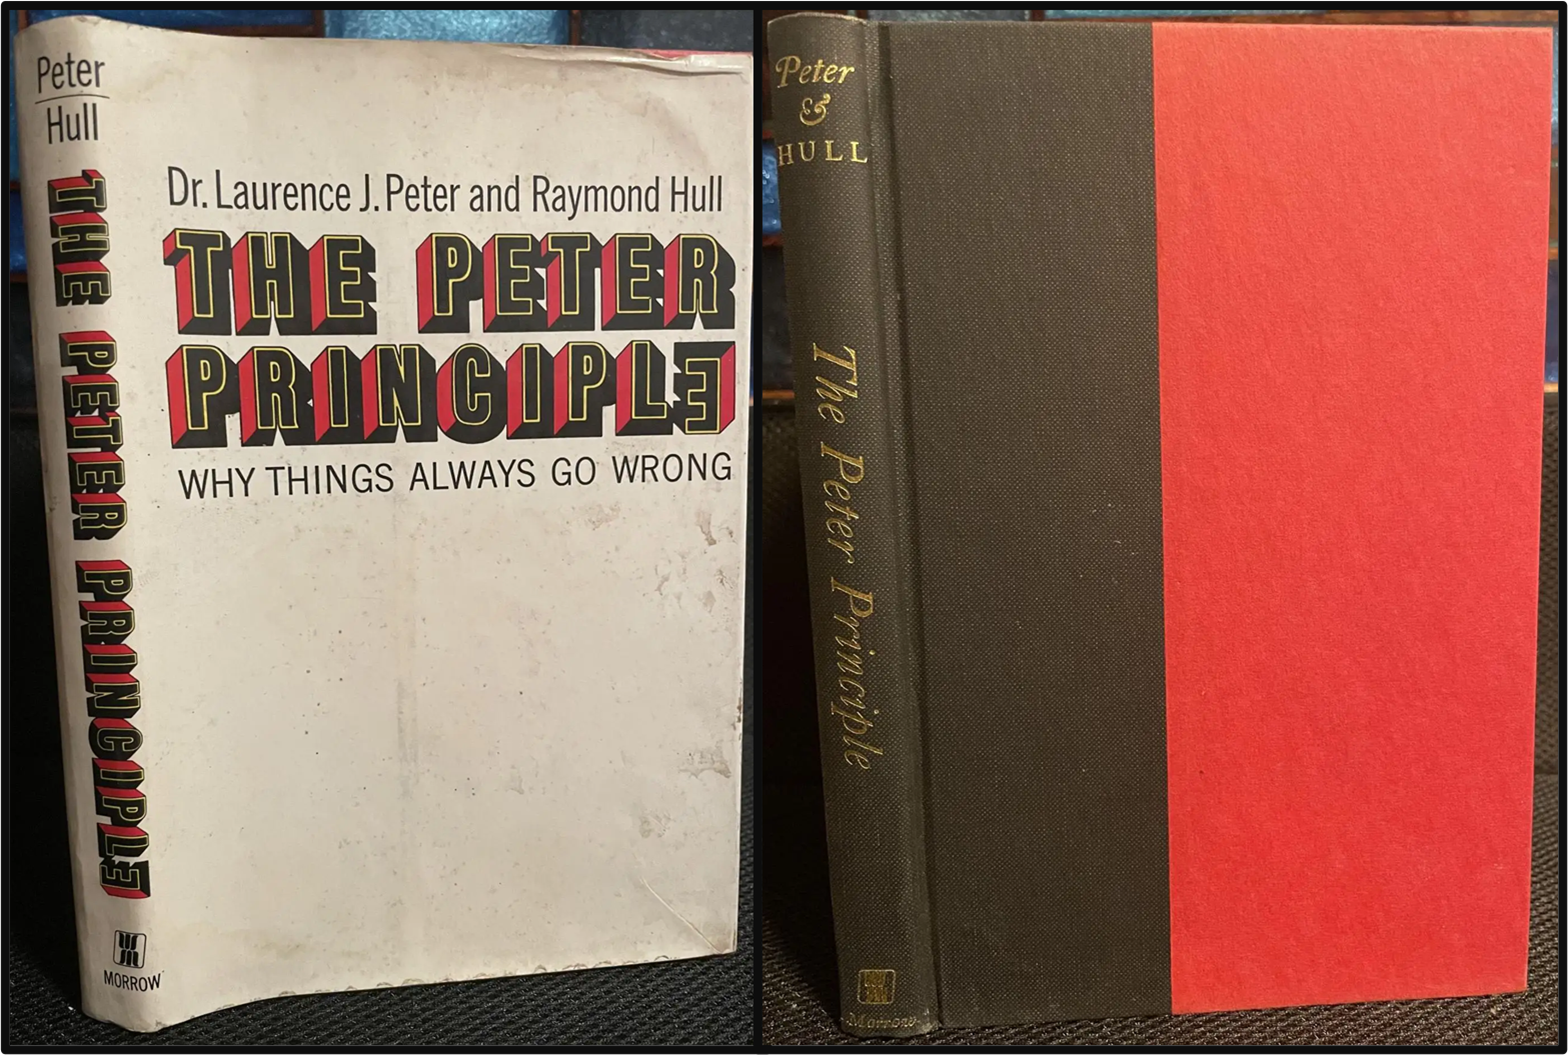 Peter
Hull
THE PETER PRINCIPLE
MORROW
Dr. Laurence J. Peter and Raymond Hull
THE PETER
PRINCIPLE
WHY THINGS ALWAYS GO WRONG
Peter
&
HULL
The Peter Principle
Morrow